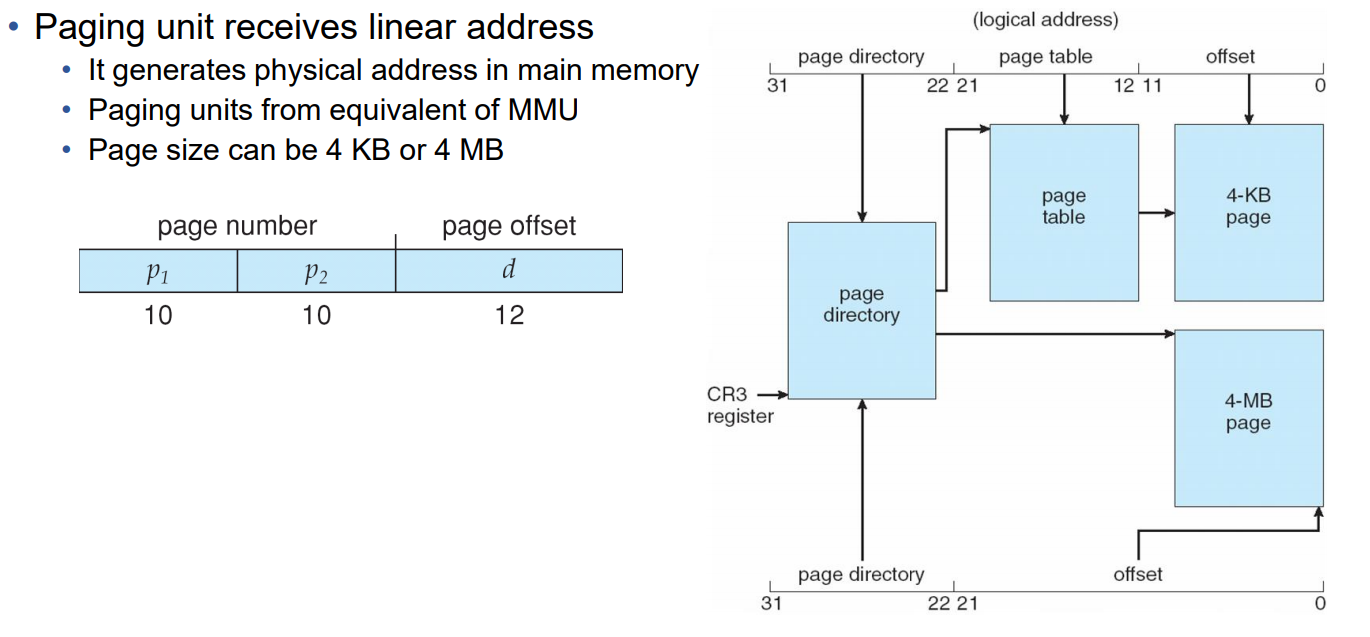 • Paging unit receives linear address
• It generates physical address in main memory
• Paging units from equivalent of MMU
• Page size can be 4 KB or 4 MB
page number page offset
p1 p2 d
10 10 12
(logical address)
page directory page table offset
31 22 21 12 11 0
page
table
4-KB
page
page
directory
CR3
register
4-MB
page
page directory offset
31 22 21 0